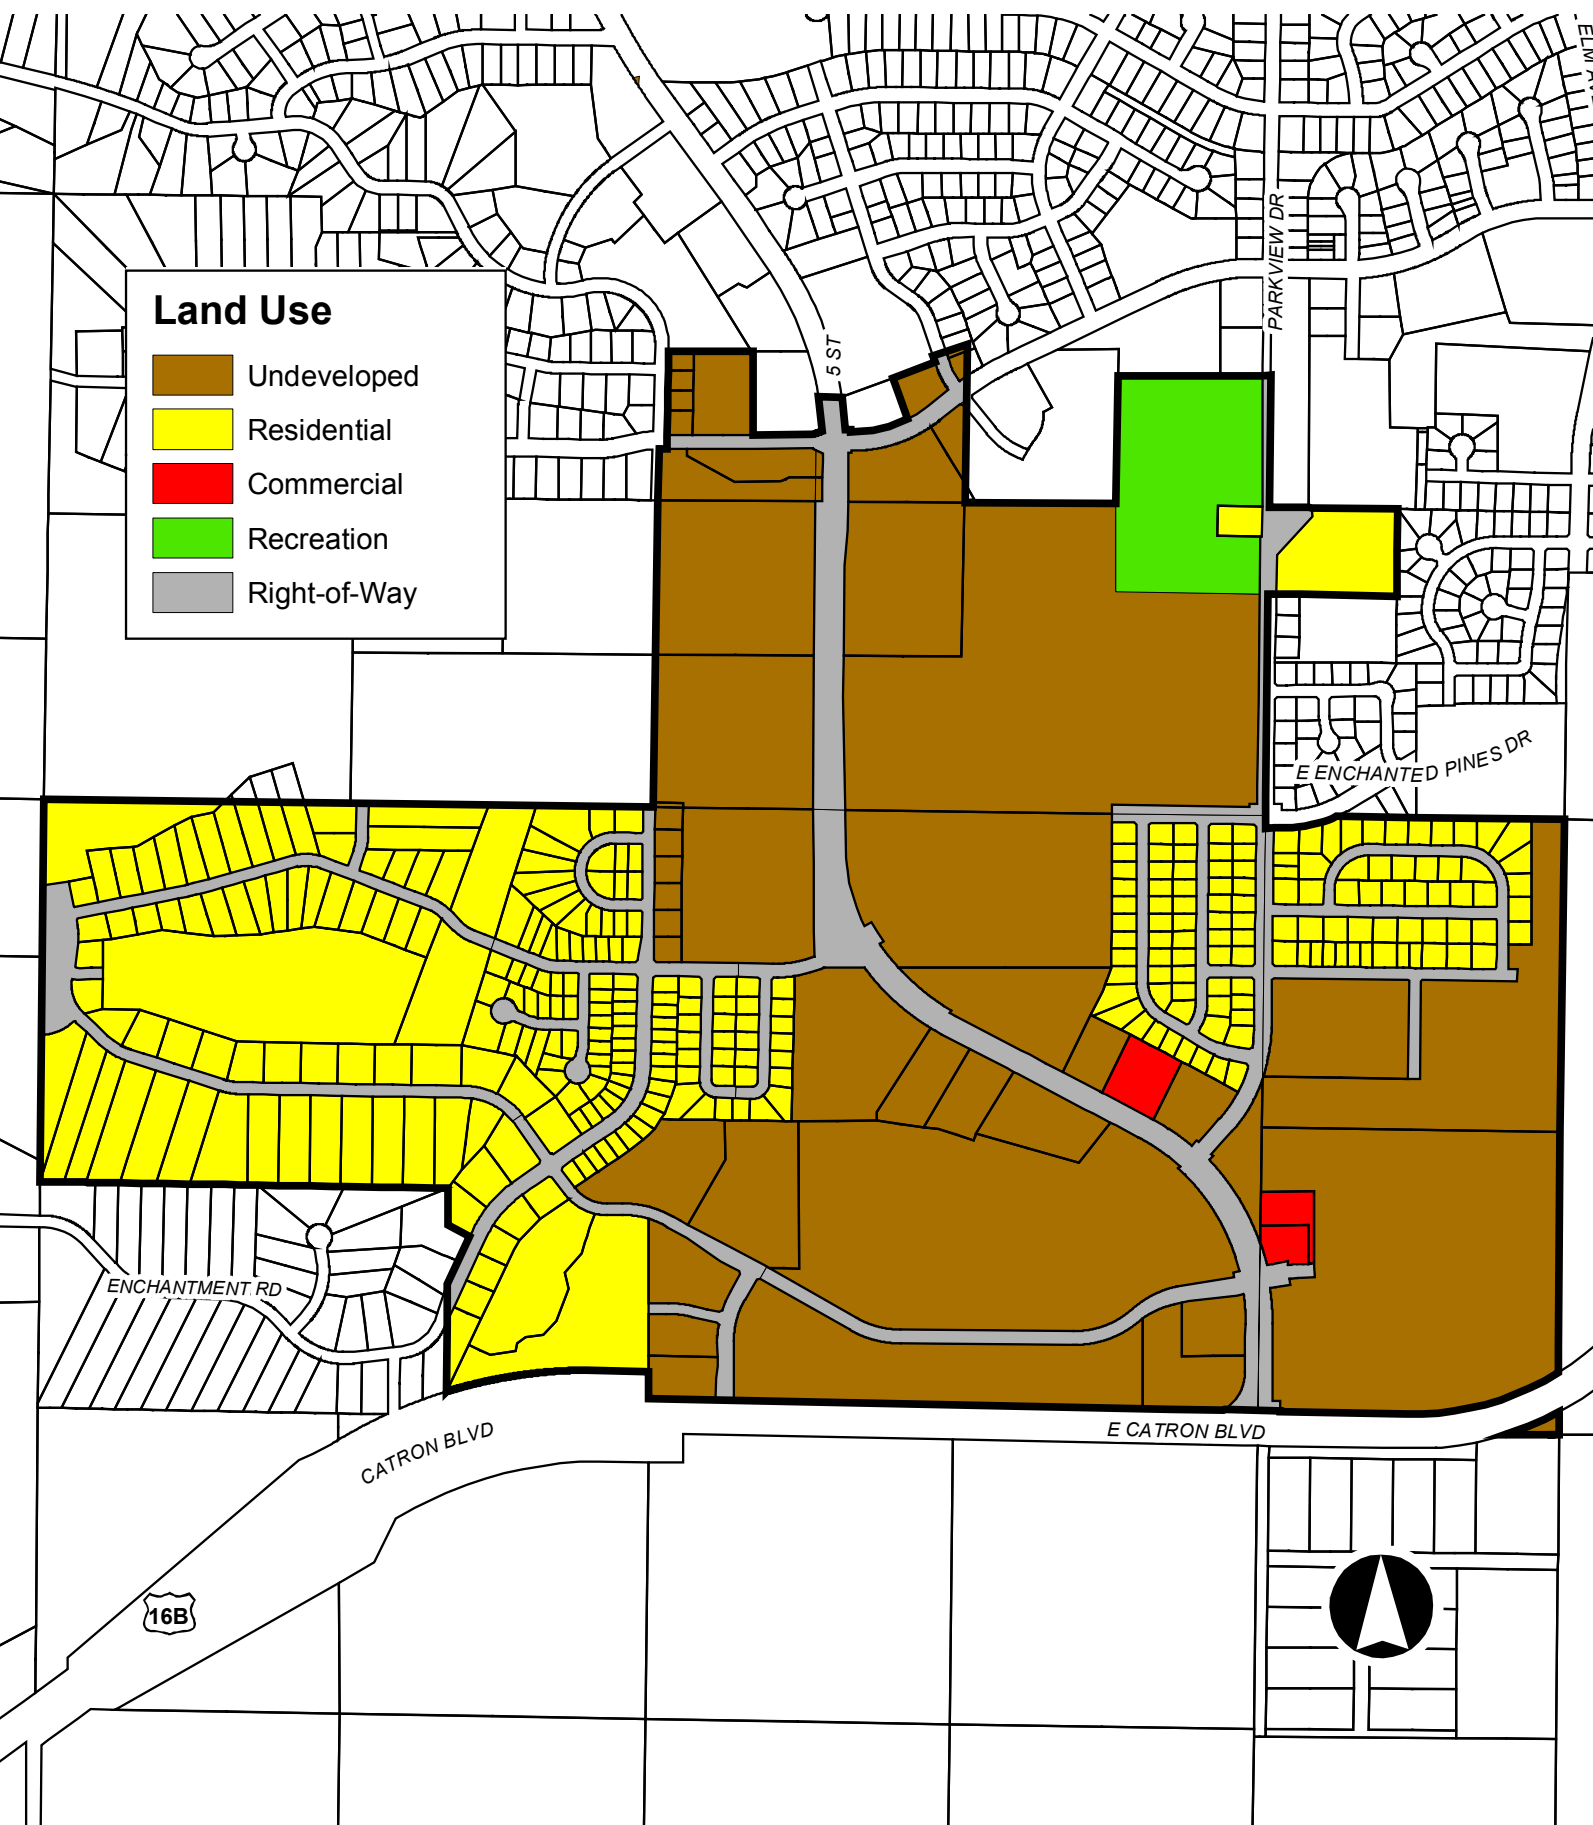 ELM AVE
PARKVIEW DR
5 ST
Land Use
Undeveloped
Residential
Commercial
Recreation
Right-of-Way
E ENCHANTED PINES DR
ENCHANTMENT RD
CATRON BLVD
E CATRON BLVD
16B